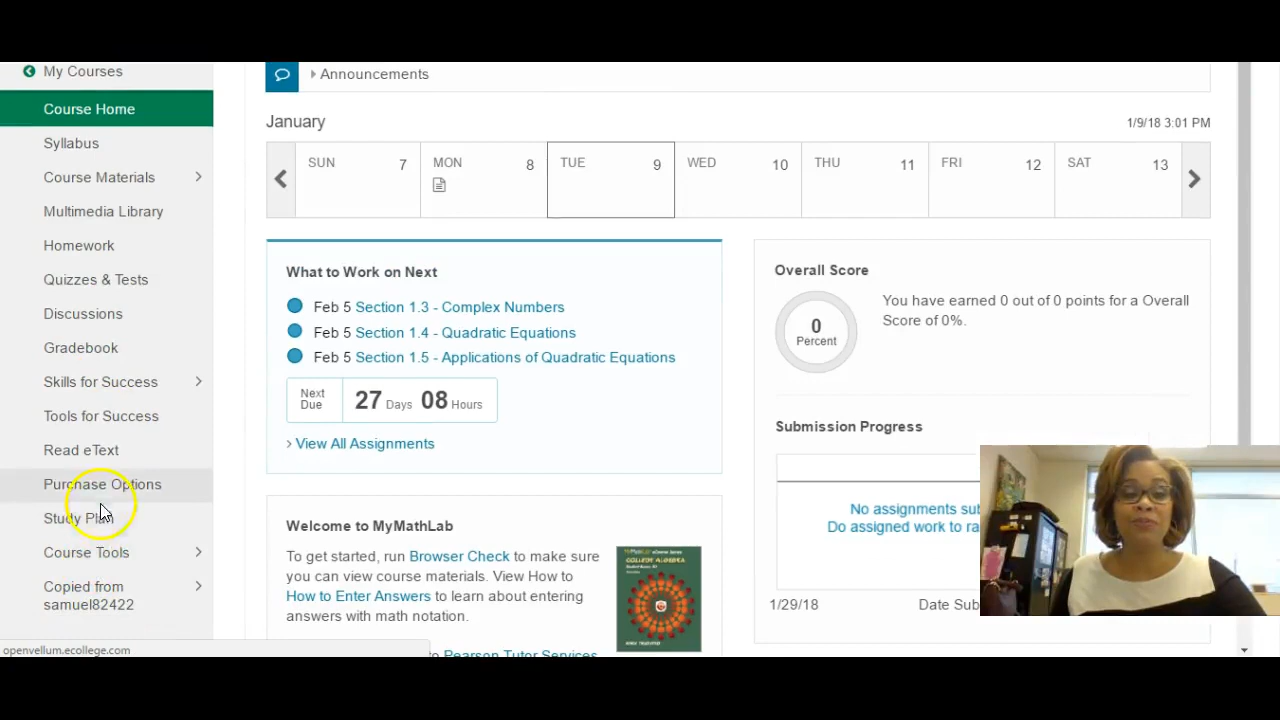 My Courses
Course Home
Syllabus
Course Materials
Multimedia Library
Homework
Quizzes & Tests
Discussions
Gradebook
Skills for Success
Tools for Success
Read eText
Purchase Options
Study Plan
Course Tools
Copied from
samuel82422
openvellum.ecollege.com
Announcements
January
1/9/18 3:01 PM
SUN 7
MON 8
TUE 9
WED 10
THU 11
FRI 12
SAT 13
What to Work on Next
Feb 5 Section 1.3 - Complex Numbers
Feb 5 Section 1.4 - Quadratic Equations
Feb 5 Section 1.5 - Applications of Quadratic Equations
Next
Due
27 Days 08 Hours
View All Assignments
Overall Score
0
Percent
You have earned 0 out of 0 points for a Overall
Score of 0%.
Submission Progress
No assignments sub
Do assigned work to ra
1/29/18
Date Sub
Welcome to MyMathLab
To get started, run Browser Check to make sure
you can view course materials. View How to
How to Enter Answers to learn about entering
answers with math notation.
to Pearson Tutor Services
COLLEGE ALGEBRA